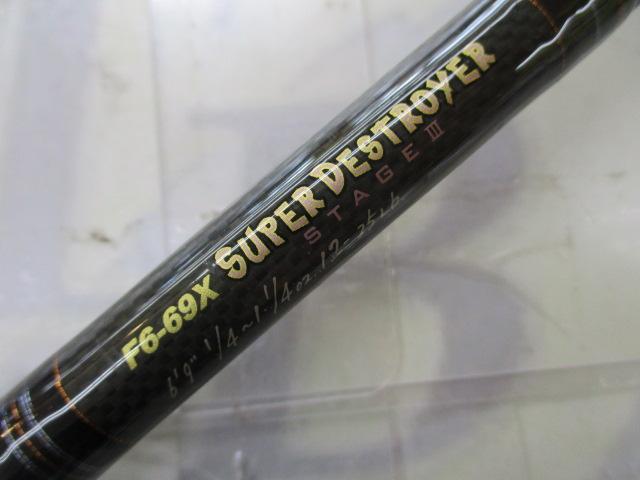 F6-69X SUPER DESTROYER
STAGE III
6'9" 1/4~1.1/4oz. 12-25Lb